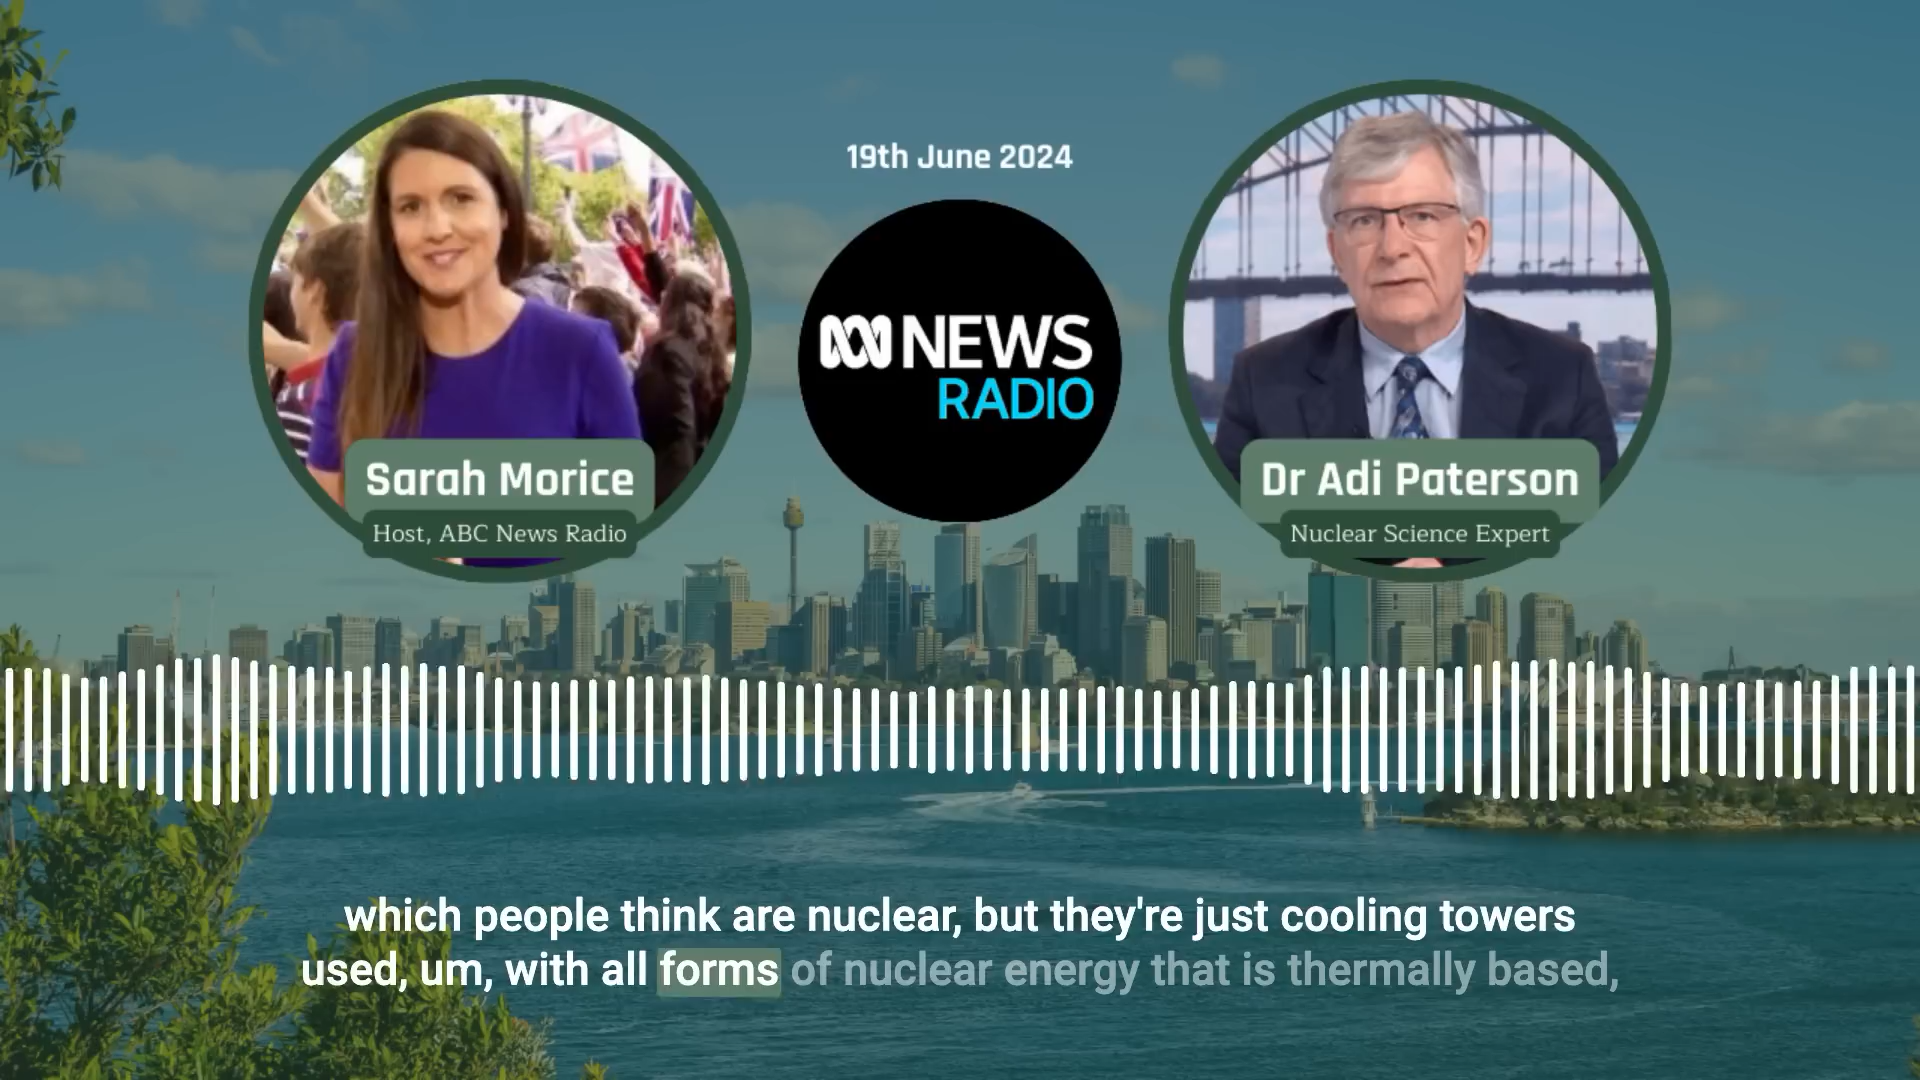 19th June 2024
NEWS
RADIO
Sarah Morice
Host, ABC News Radio
Dr Adi Paterson
Nuclear Science Expert
which people think are nuclear, but they're just cooling towers
used, um, with all forms of nuclear energy that is thermally based,